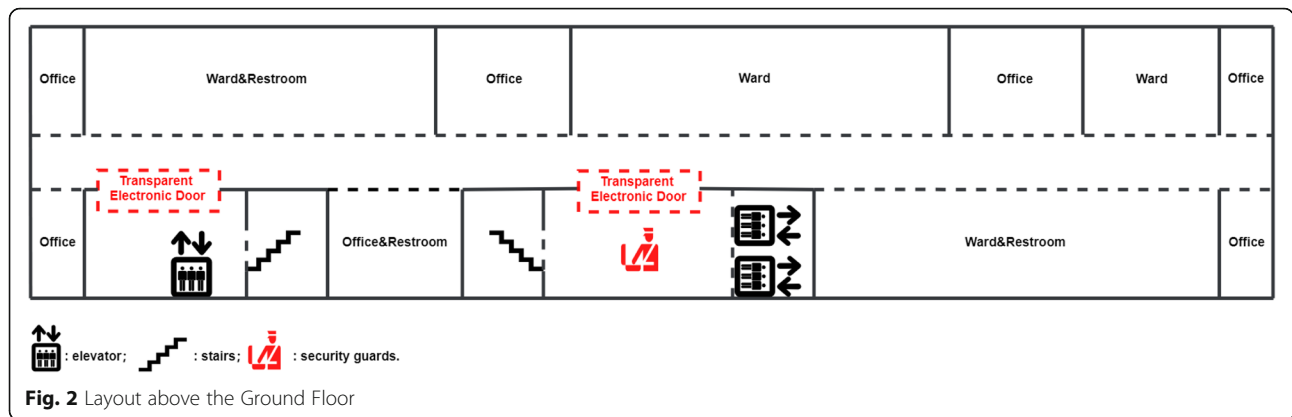 Office
Ward&Restroom
Office
Ward
Office
Ward
Office
Transparent
Electronic Door
Transparent
Electronic Door
Office
Office&Restroom
Ward&Restroom
Office
: elevator;
: stairs;
: security guards.
Fig. 2 Layout above the Ground Floor